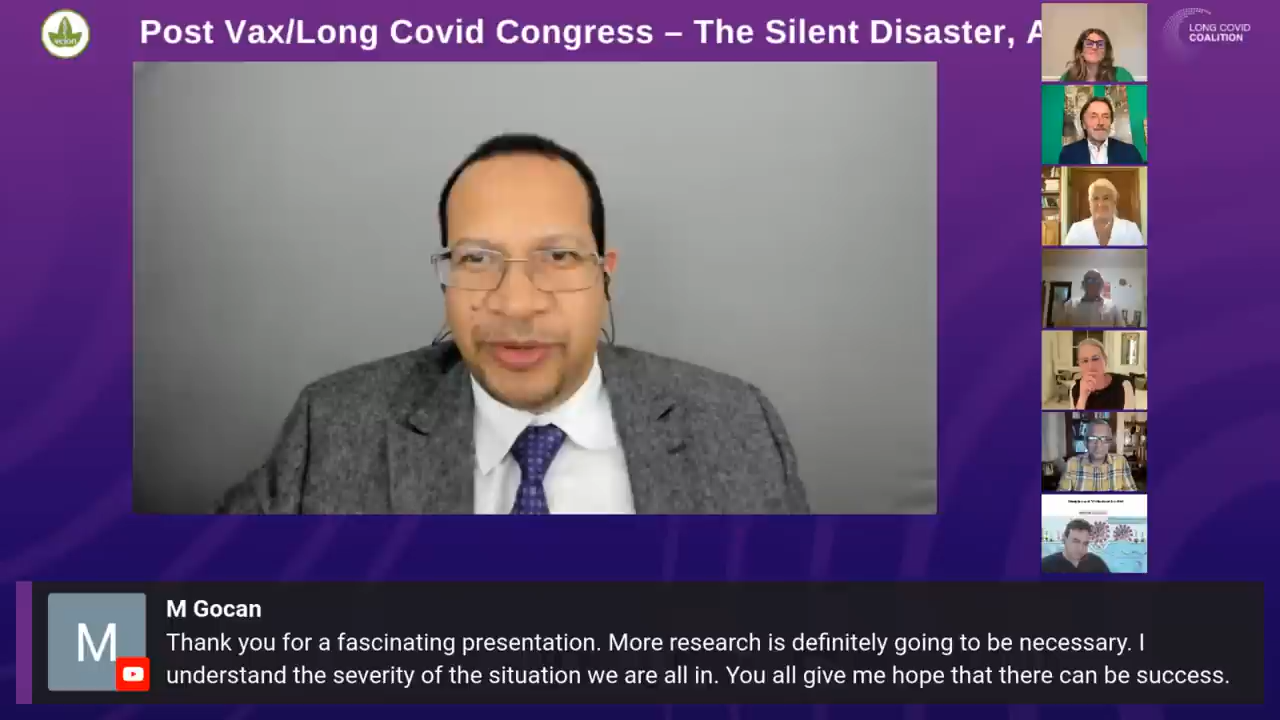 Post Vax/Long Covid Congress – The Silent Disaster, A
LONG COVID
COALITION
M
M Gocan
Thank you for a fascinating presentation. More research is definitely going to be necessary. I
understand the severity of the situation we are all in. You all give me hope that there can be success.